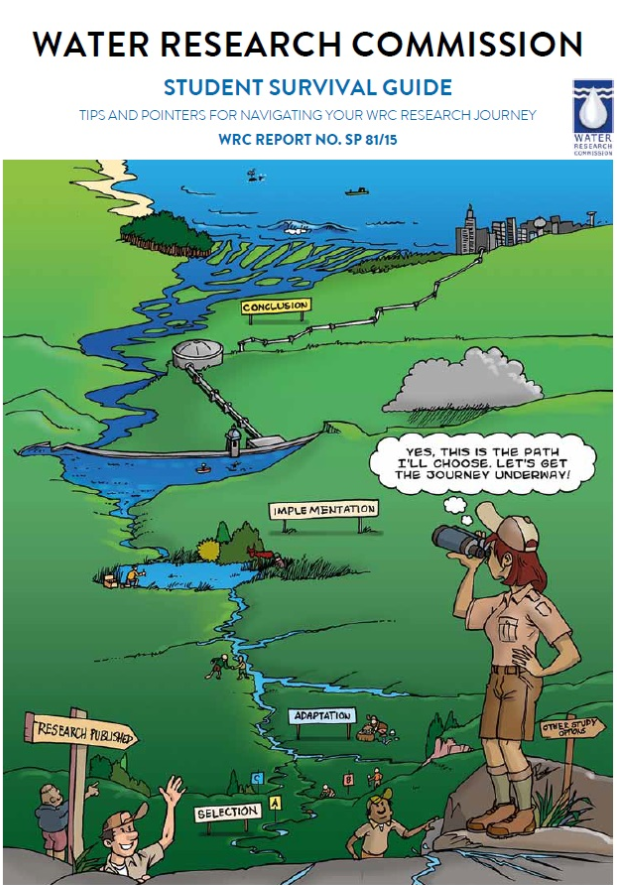 WATER RESEARCH COMMISSION
STUDENT SURVIVAL GUIDE
TIPS AND POINTERS FOR NAVIGATING YOUR WRC RESEARCH JOURNEY
WRC REPORT NO. SP 81/15
WATER
RESEARCH
COMMISSION
CONCLUSION
YES, THIS IS THE PATH
I'LL CHOOSE. LET'S GET
THE JOURNEY UNDERWAY!
IMPLEMENTATION
ADAPTATION
RESEARCH PUBLISHED
OTHER STUDY
OPTIONS
C
B
A
SELECTION